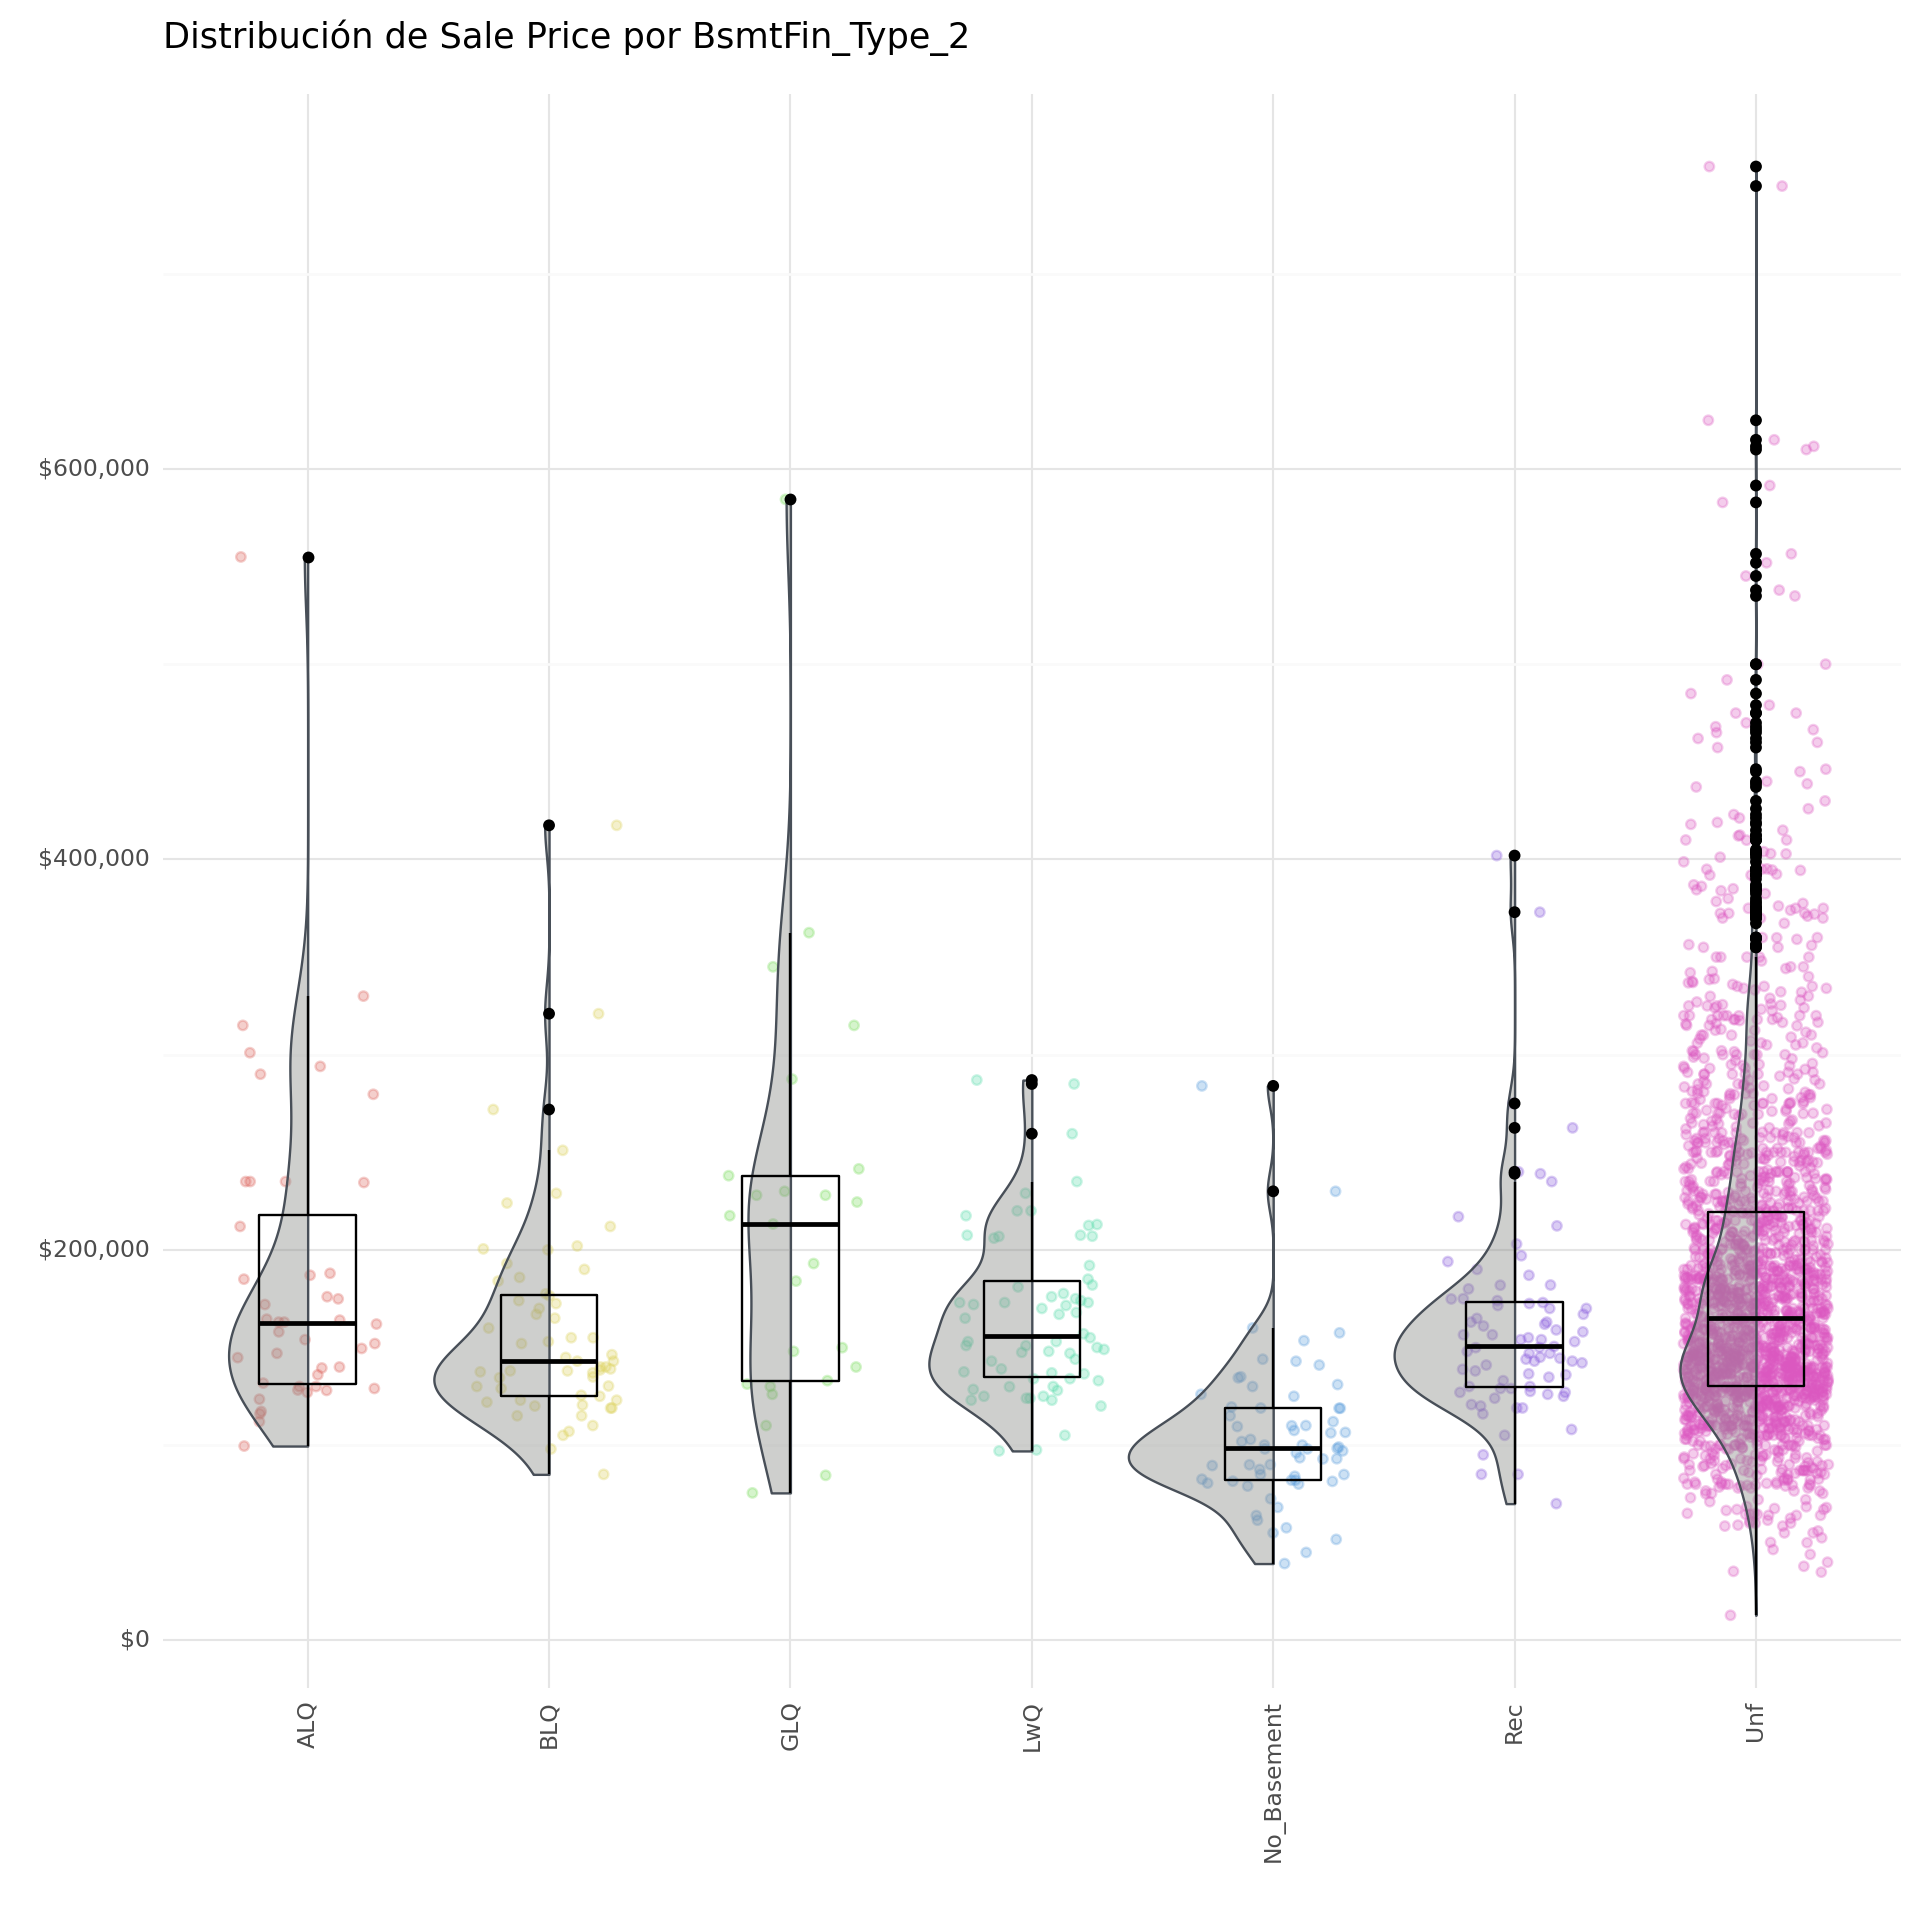 Distribución de Sale Price por BsmtFin_Type_2
$600,000
$400,000
$200,000
$0
ALQ
BLQ
GLQ
LwQ
No_Basement
Rec
Unf